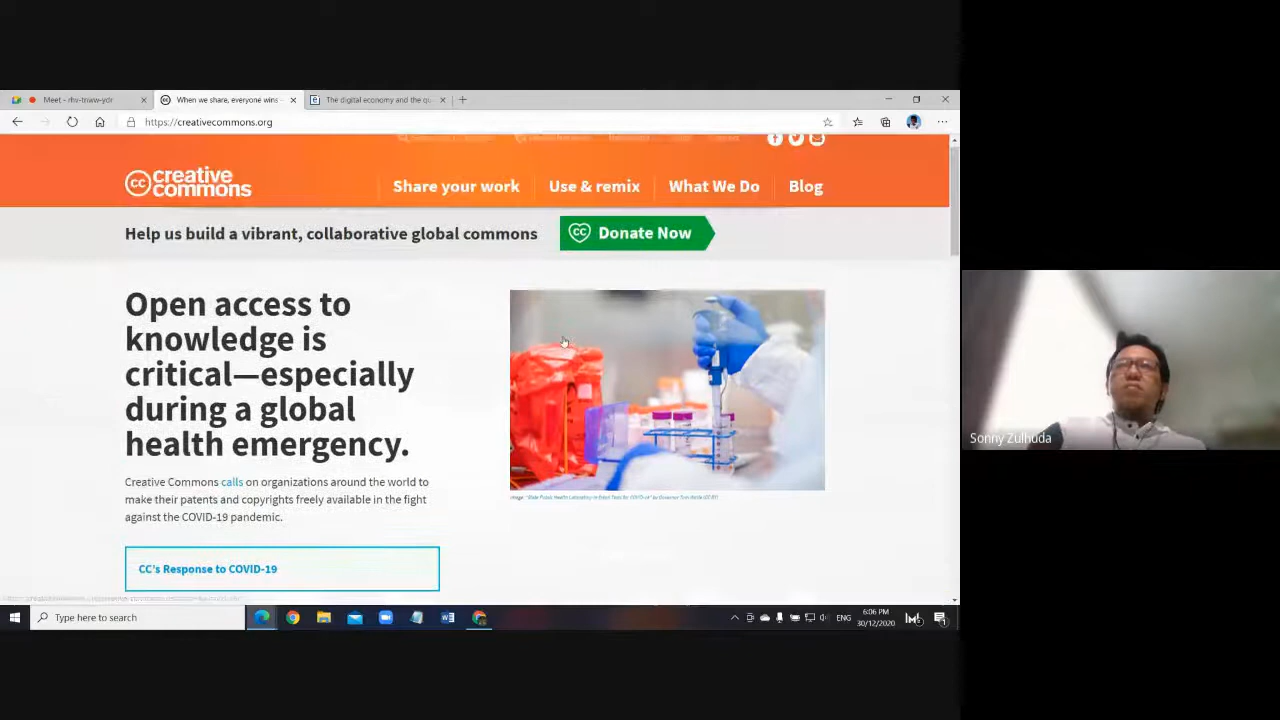 Meet - rhv-tnww-ydr
When we share, everyone wins -
The digital economy and the qu
https://creativecommons.org
cc creative commons
Share your work
Use & remix
What We Do
Blog
Help us build a vibrant, collaborative global commons
cc Donate Now
Open access to
knowledge is
critical—especially
during a global
health emergency.
Creative Commons calls on organizations around the world to
make their patents and copyrights freely available in the fight
against the COVID-19 pandemic.
CC's Response to COVID-19
Sonny Zulhuda
Type here to search
ENG
6:06 PM
30/12/2020